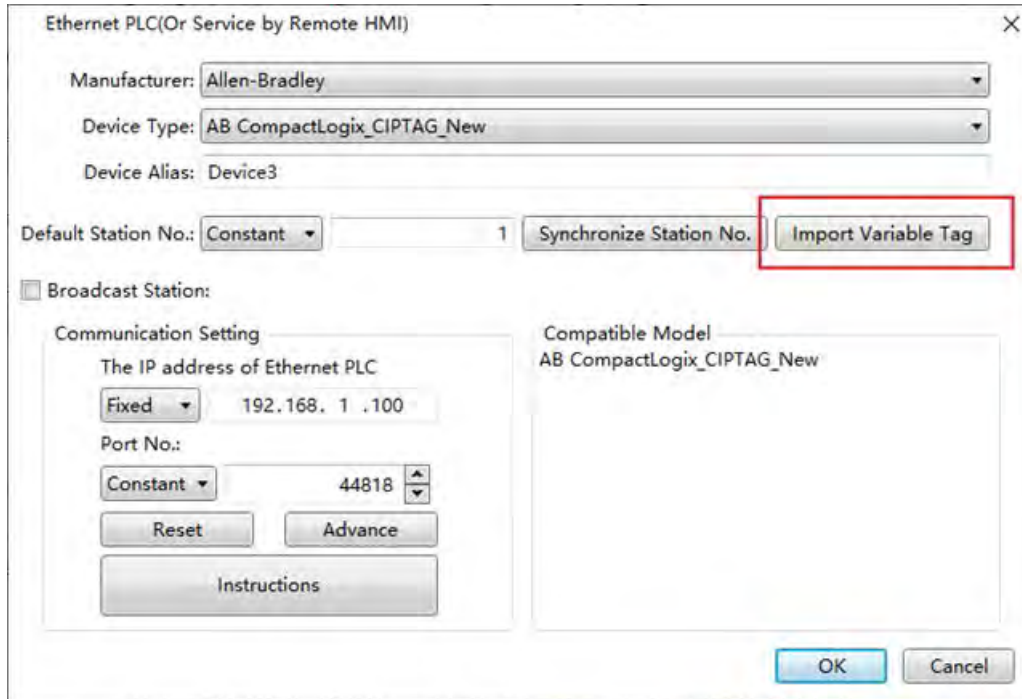 Ethernet PLC(Or Service by Remote HMI)
Manufacturer: Allen-Bradley
Device Type: AB CompactLogix_CIPTAG_New
Device Alias: Device3
Default Station No.: Constant 1 Synchronize Station No. Import Variable Tag
Broadcast Station:
Communication Setting
The IP address of Ethernet PLC
Fixed 192.168. 1 .100
Port No.:
Constant 44818
Reset Advance
Instructions
Compatible Model
AB CompactLogix_CIPTAG_New
OK Cancel